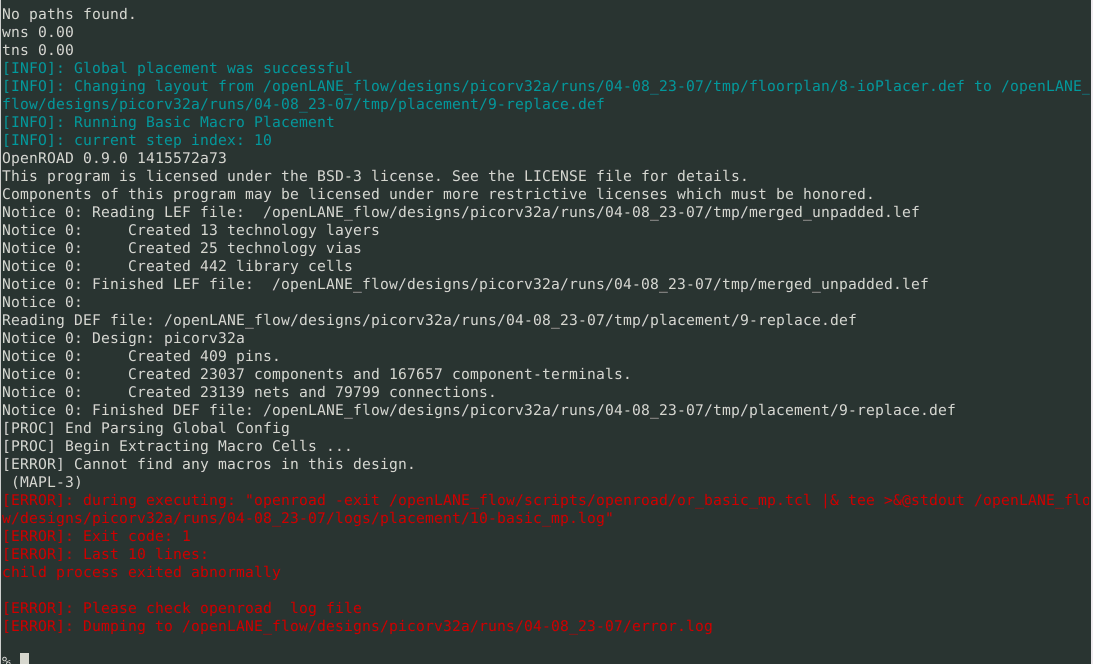 No paths found.
wns 0.00
tns 0.00
[INFO]: Global placement was successful
[INFO]: Changing layout from /openLANE_flow/designs/picorv32a/runs/04-08_23-07/tmp/floorplan/8-ioPlacer.def to /openLANE_
flow/designs/picorv32a/runs/04-08_23-07/tmp/placement/9-replace.def
[INFO]: Running Basic Macro Placement
[INFO]: current step index: 10
OpenROAD 0.9.0 1415572a73
This program is licensed under the BSD-3 license. See the LICENSE file for details.
Components of this program may be licensed under more restrictive licenses which must be honored.
Notice 0: Reading LEF file:  /openLANE_flow/designs/picorv32a/runs/04-08_23-07/tmp/merged_unpadded.lef
Notice 0:     Created 13 technology layers
Notice 0:     Created 25 technology vias
Notice 0:     Created 442 library cells
Notice 0: Finished LEF file:  /openLANE_flow/designs/picorv32a/runs/04-08_23-07/tmp/merged_unpadded.lef
Notice 0:
Reading DEF file: /openLANE_flow/designs/picorv32a/runs/04-08_23-07/tmp/placement/9-replace.def
Notice 0: Design: picorv32a
Notice 0:     Created 409 pins.
Notice 0:     Created 23037 components and 167657 component-terminals.
Notice 0:     Created 23139 nets and 79799 connections.
Notice 0: Finished DEF file: /openLANE_flow/designs/picorv32a/runs/04-08_23-07/tmp/placement/9-replace.def
[PROC] End Parsing Global Config
[PROC] Begin Extracting Macro Cells ...
[ERROR] Cannot find any macros in this design.
 (MAPL-3)
[ERROR]: during executing: "openroad -exit /openLANE_flow/scripts/openroad/or_basic_mp.tcl |& tee >&@stdout /openLANE_flo
w/designs/picorv32a/runs/04-08_23-07/logs/placement/10-basic_mp.log"
[ERROR]: Exit code: 1
[ERROR]: Last 10 lines:
child process exited abnormally
[ERROR]: Please check openroad  log file
[ERROR]: Dumping to /openLANE_flow/designs/picorv32a/runs/04-08_23-07/error.log
%